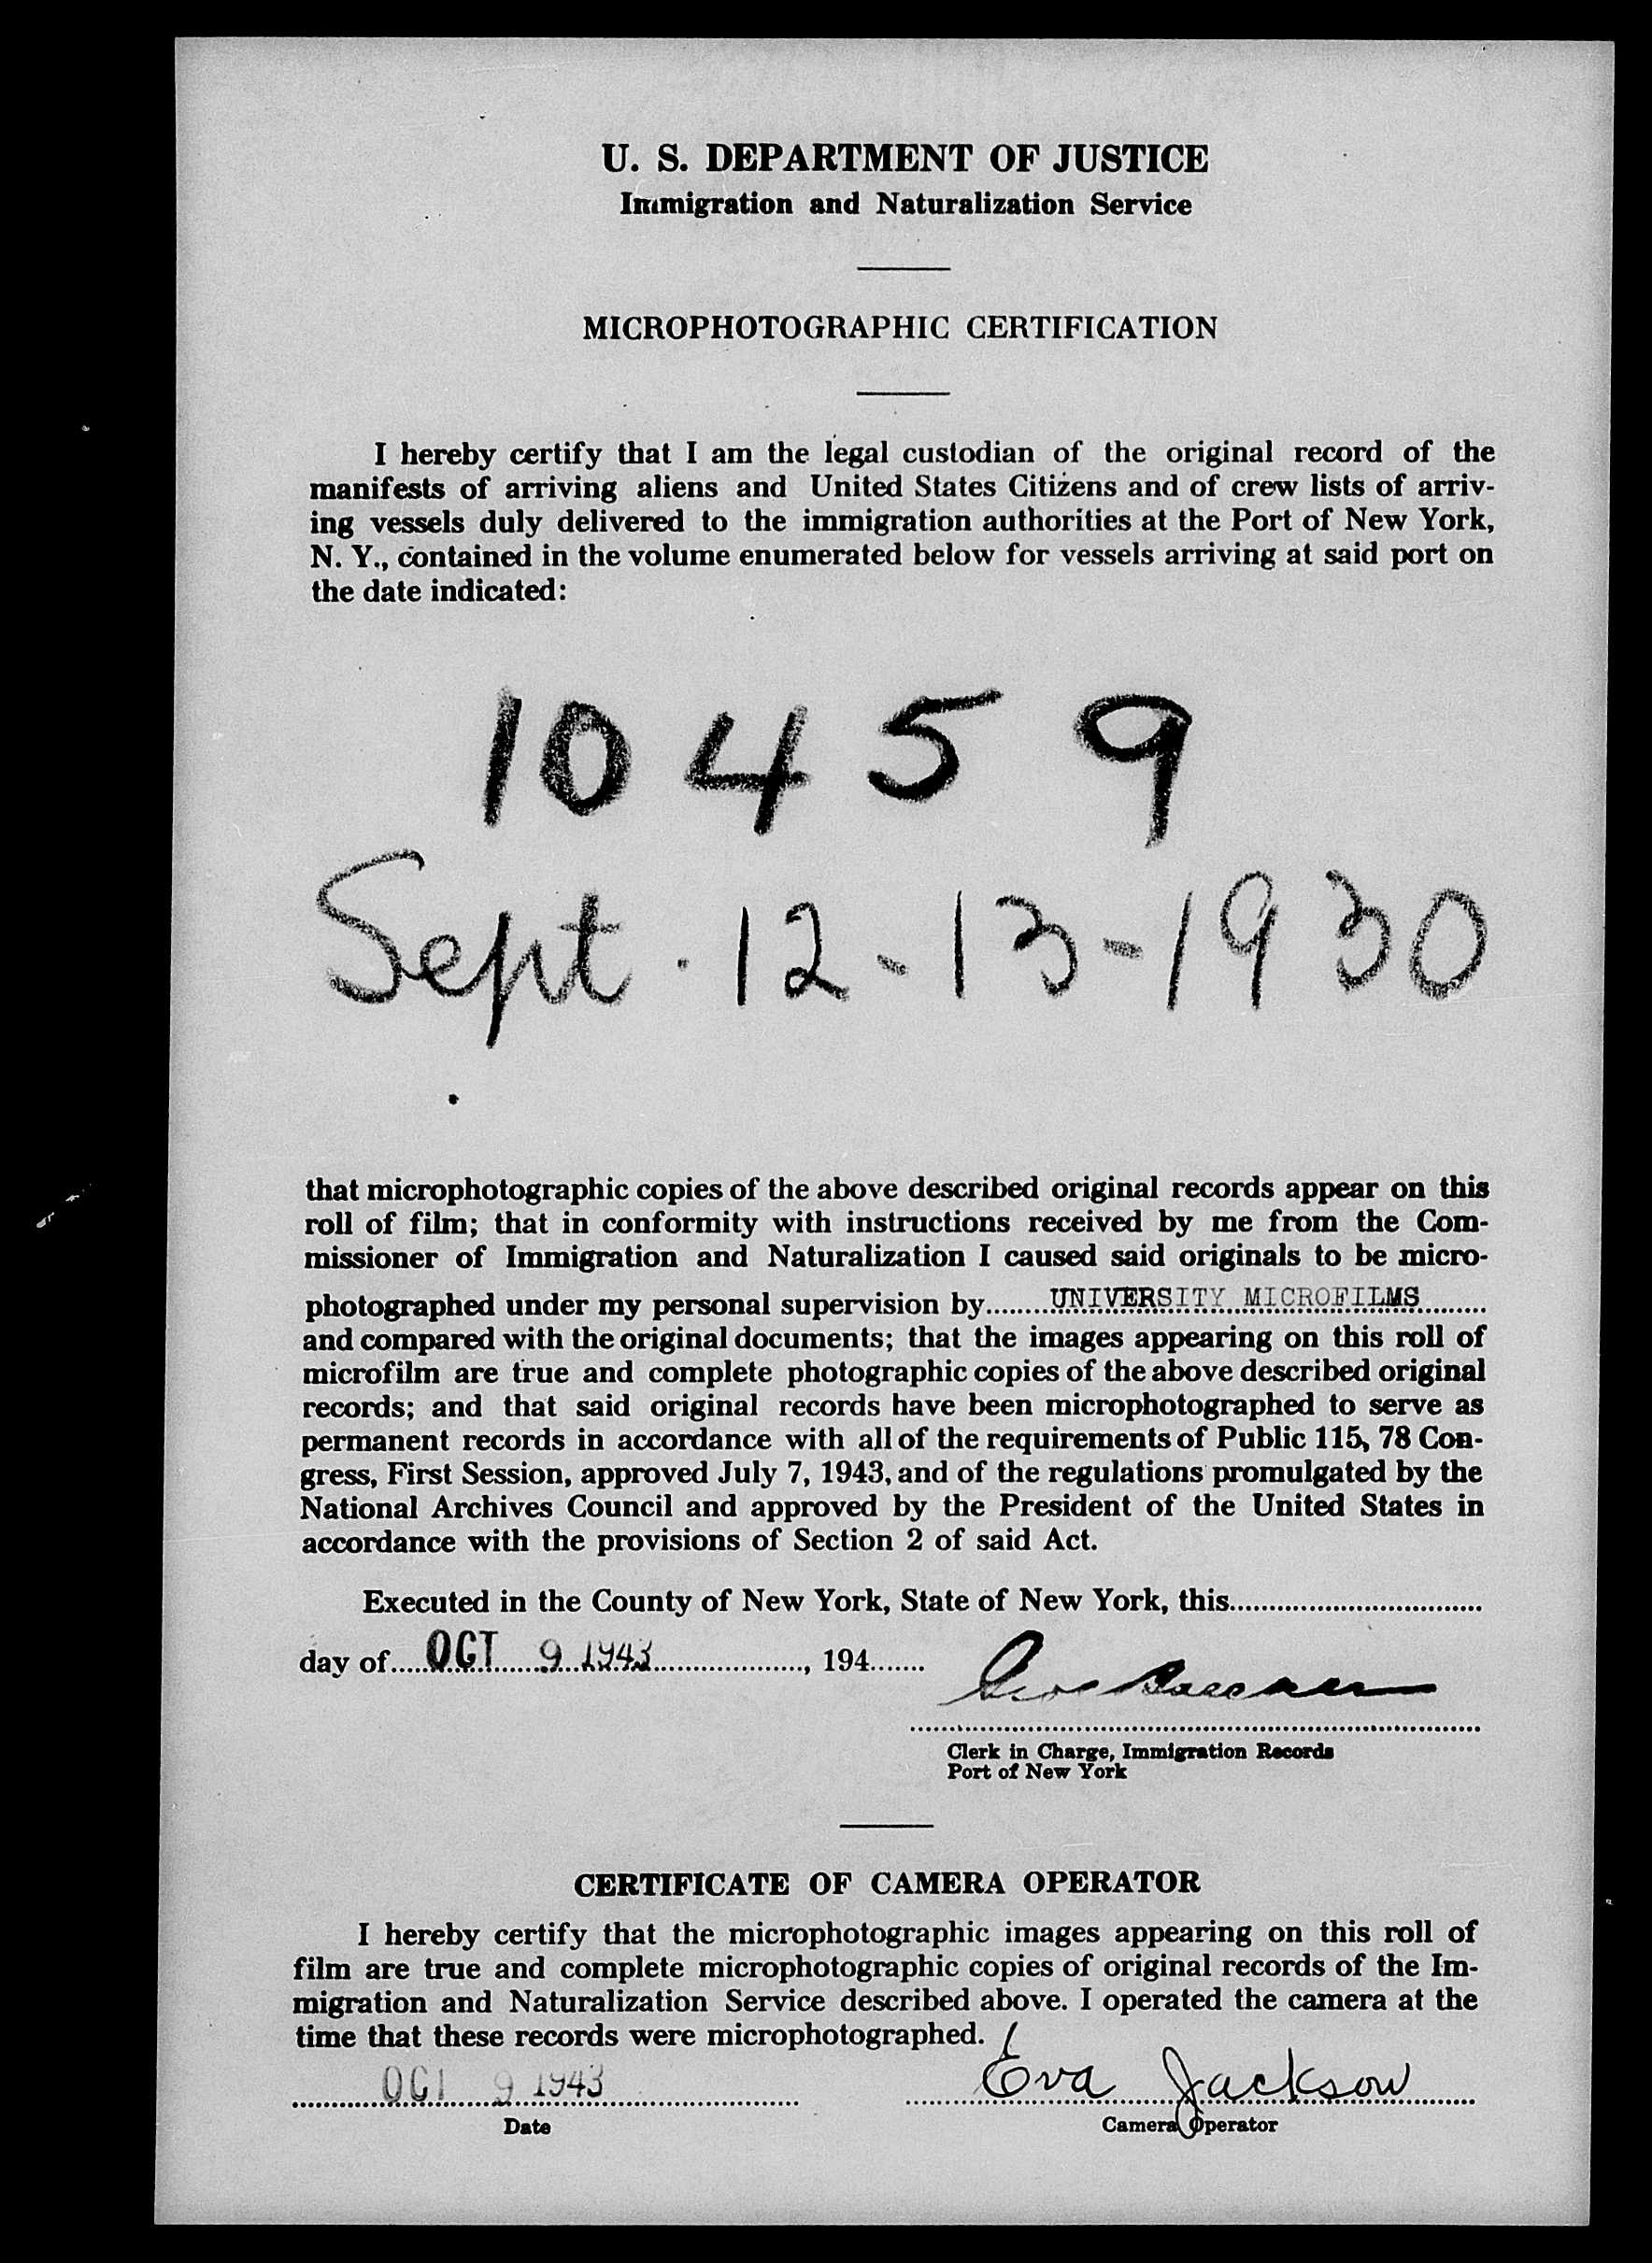 U. S. DEPARTMENT OF JUSTICE
Immigration and Naturalization Service
MICROPHOTOGRAPHIC CERTIFICATION
I hereby certify that I am the legal custodian of the original record of the
manifests of arriving aliens and United States Citizens and of crew lists of arriv-
ing vessels duly delivered to the immigration authorities at the Port of New York,
N. Y., contained in the volume enumerated below for vessels arriving at said port on
the date indicated:
10459
Sept. 12-13-1930
that microphotographic copies of the above described original records appear on this
roll of film; that in conformity with instructions received by me from the Com-
missioner of Immigration and Naturalization I caused said originals to be micro-
photographed under my personal supervision by........UNIVERSITY MICROFILMS........
and compared with the original documents; that the images appearing on this roll of
microfilm are true and complete photographic copies of the above described original
records; and that said original records have been microphotographed to serve as
permanent records in accordance with all of the requirements of Public 115, 78 Con-
gress, First Session, approved July 7, 1943, and of the regulations promulgated by the
National Archives Council and approved by the President of the United States in
accordance with the provisions of Section 2 of said Act.
Executed in the County of New York, State of New York, this................................
day of.....OCT 9 1943..................., 194.......
Clerk in Charge, Immigration Records
Port of New York
CERTIFICATE OF CAMERA OPERATOR
I hereby certify that the microphotographic images appearing on this roll of
film are true and complete microphotographic copies of original records of the Im-
migration and Naturalization Service described above. I operated the camera at the
time that these records were microphotographed.
OCT 9 1943 Eva Jackson
Date Camera Operator